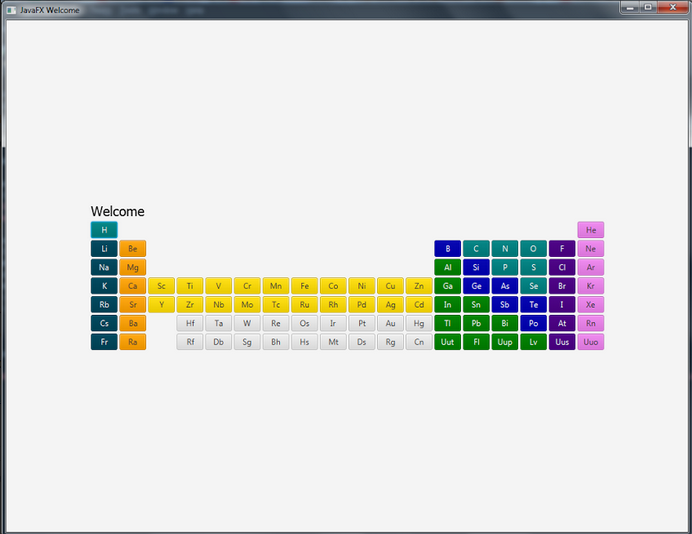 JavaFX Welcome
Welcome
H He
Li Be B C N O F Ne
Na Mg Al Si P S Cl Ar
K Ca Sc Ti V Cr Mn Fe Co Ni Cu Zn Ga Ge As Se Br Kr
Rb Sr Y Zr Nb Mo Tc Ru Rh Pd Ag Cd In Sn Sb Te I Xe
Cs Ba Hf Ta W Re Os Ir Pt Au Hg Tl Pb Bi Po At Rn
Fr Ra Rf Db Sg Bh Hs Mt Ds Rg Cn Uut Fl Uup Lv Uus Uuo